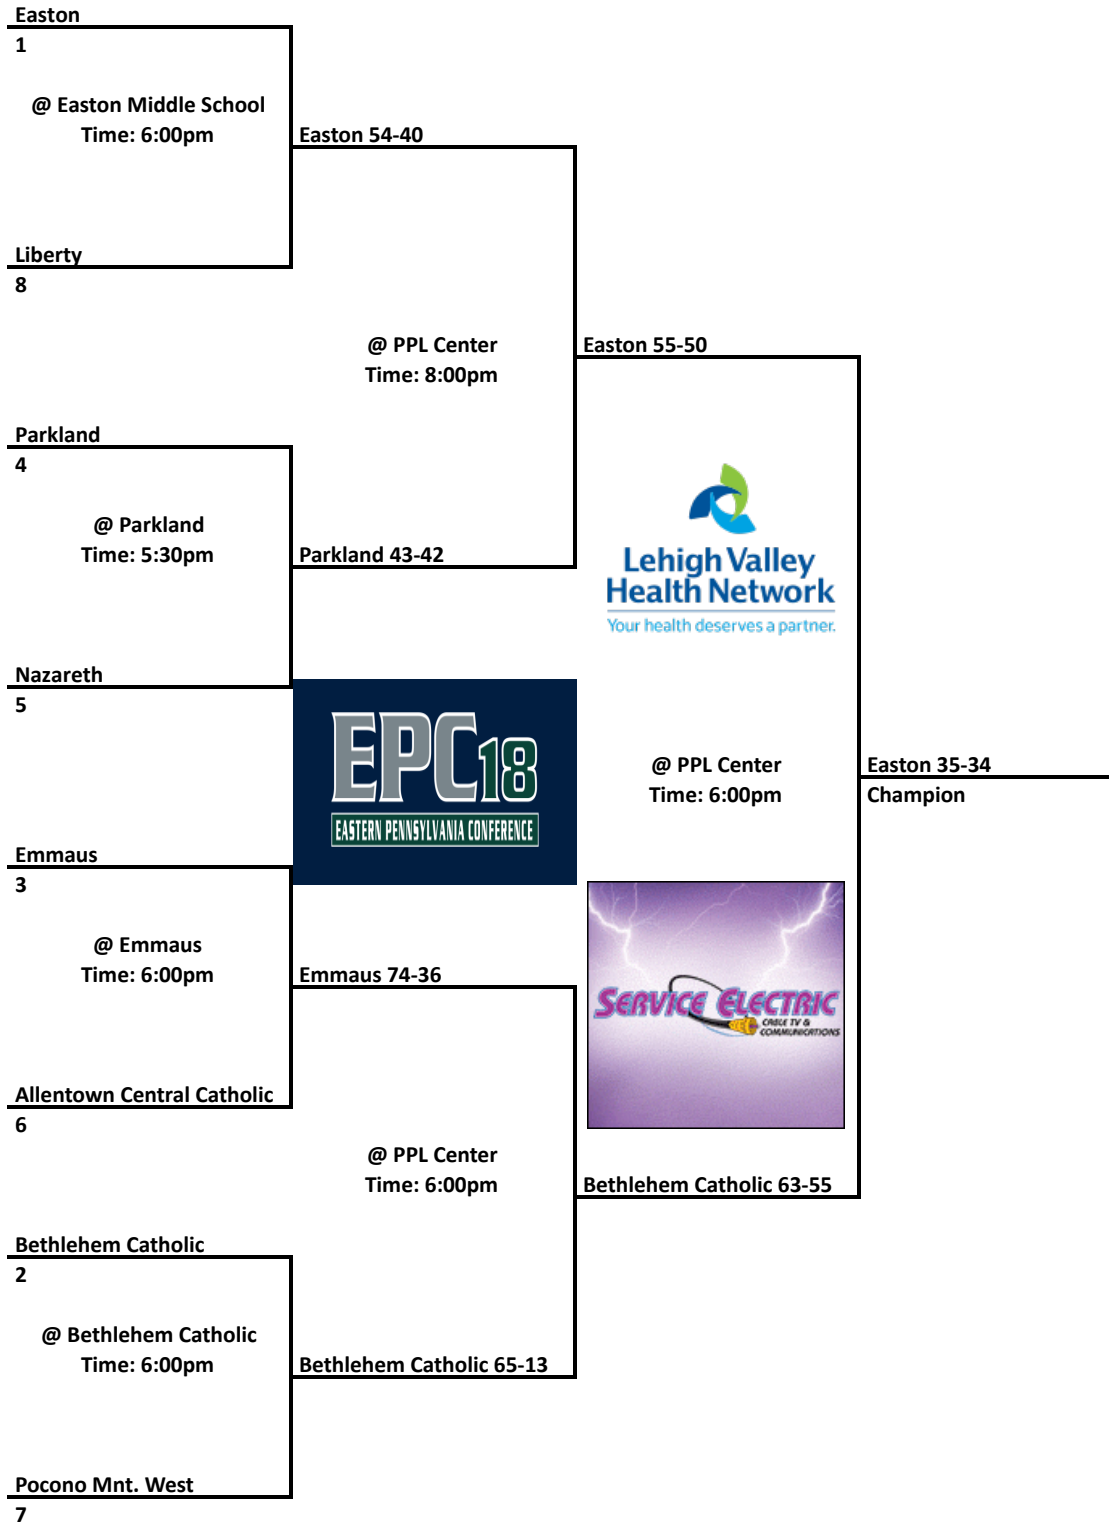 Easton
1
@ Easton Middle School
Time: 6:00pm
Easton 54-40
Liberty
8
@ PPL Center
Time: 8:00pm
Easton 55-50
Parkland
4
@ Parkland
Time: 5:30pm
Parkland 43-42
Lehigh Valley
Health Network
Your health deserves a partner.
Nazareth
5
EPC18
EASTERN PENNSYLVANIA CONFERENCE
@ PPL Center
Time: 6:00pm
Easton 35-34
Champion
Emmaus
3
@ Emmaus
Time: 6:00pm
Emmaus 74-36
SERVICE ELECTRIC
CABLE TV &
COMMUNICATIONS
Allentown Central Catholic
6
@ PPL Center
Time: 6:00pm
Bethlehem Catholic 63-55
Bethlehem Catholic
2
@ Bethlehem Catholic
Time: 6:00pm
Bethlehem Catholic 65-13
Pocono Mnt. West
7